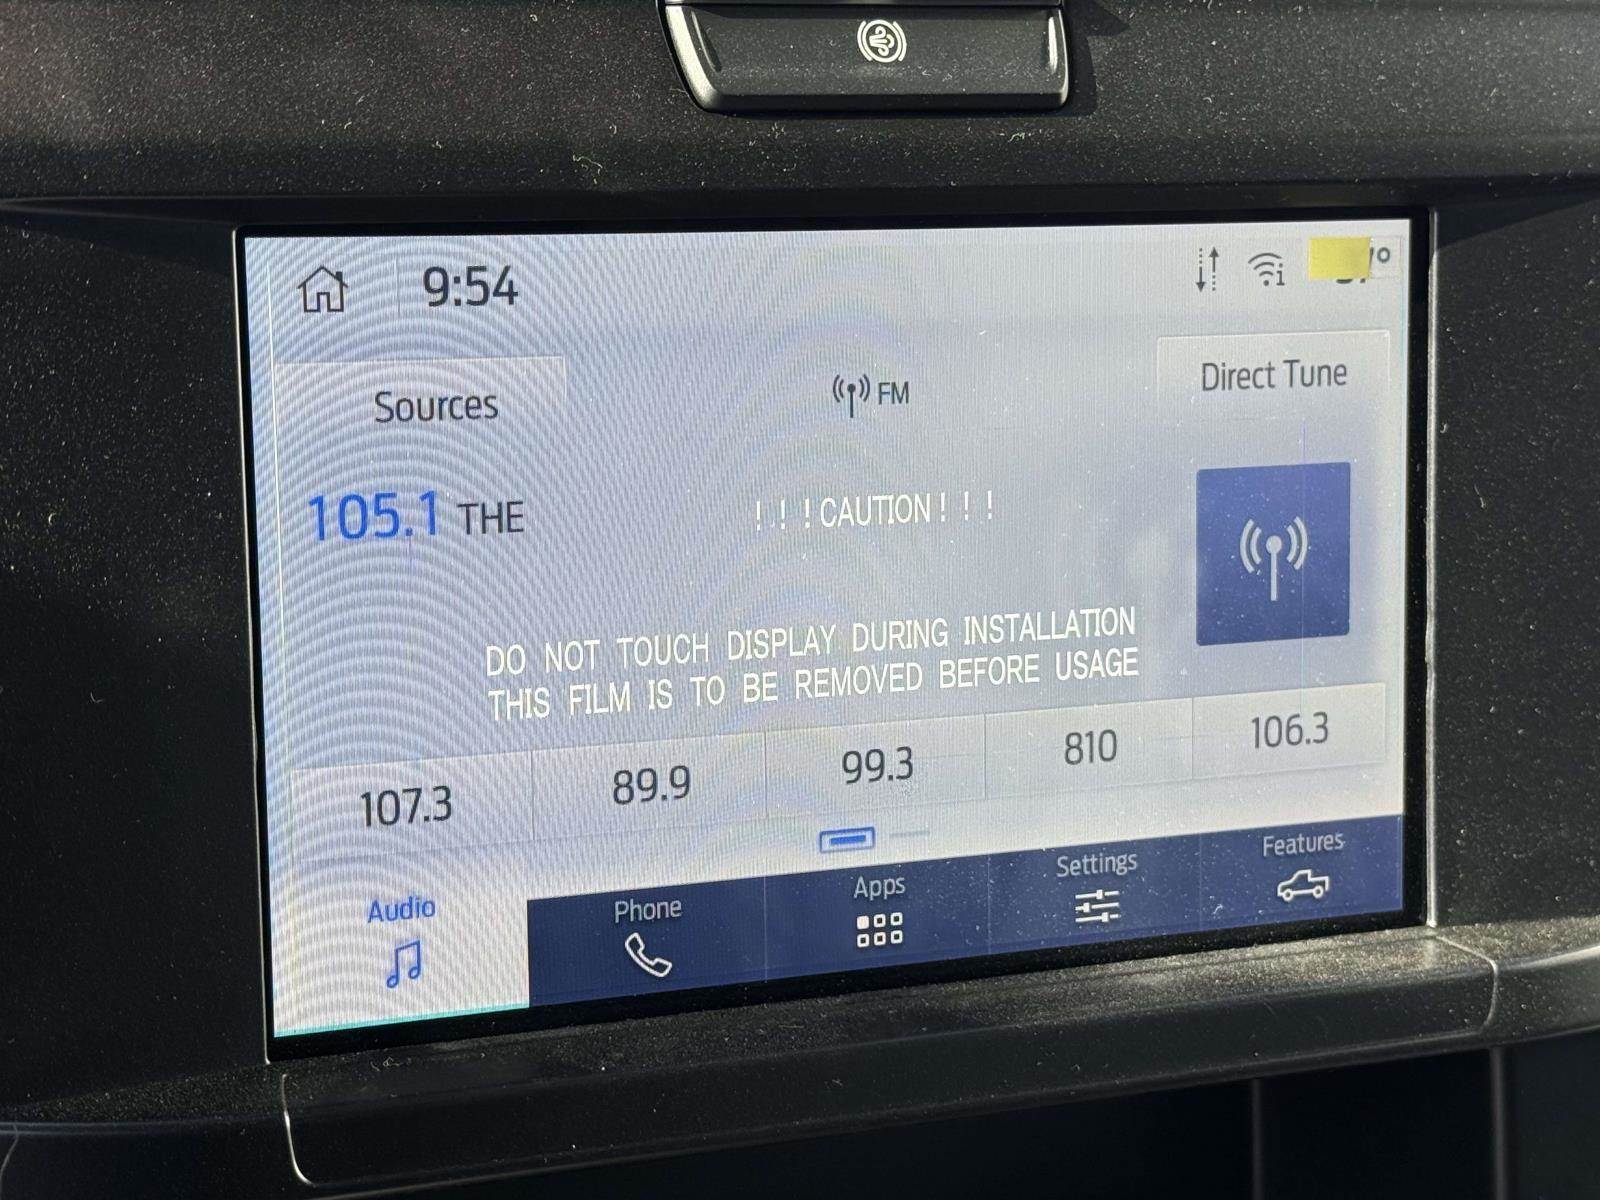 9:54
Sources
FM
Direct Tune
105.1 THE
! ! ! CAUTION ! ! !
DO NOT TOUCH DISPLAY DURING INSTALLATION
THIS FILM IS TO BE REMOVED BEFORE USAGE
107.3
89.9
99.3
810
106.3
Audio
Phone
Apps
Settings
Features